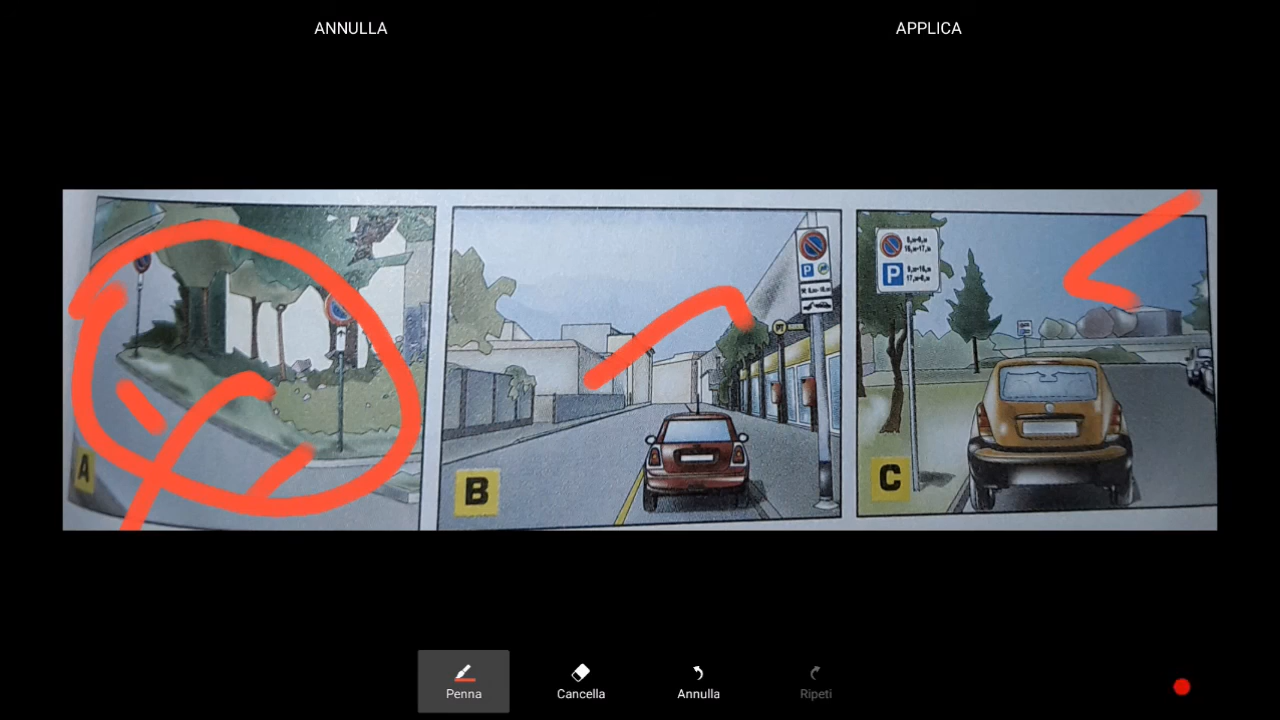 ANNULLA
APPLICA
P
P
A
B
C
Penna
Cancella
Annulla
Ripeti